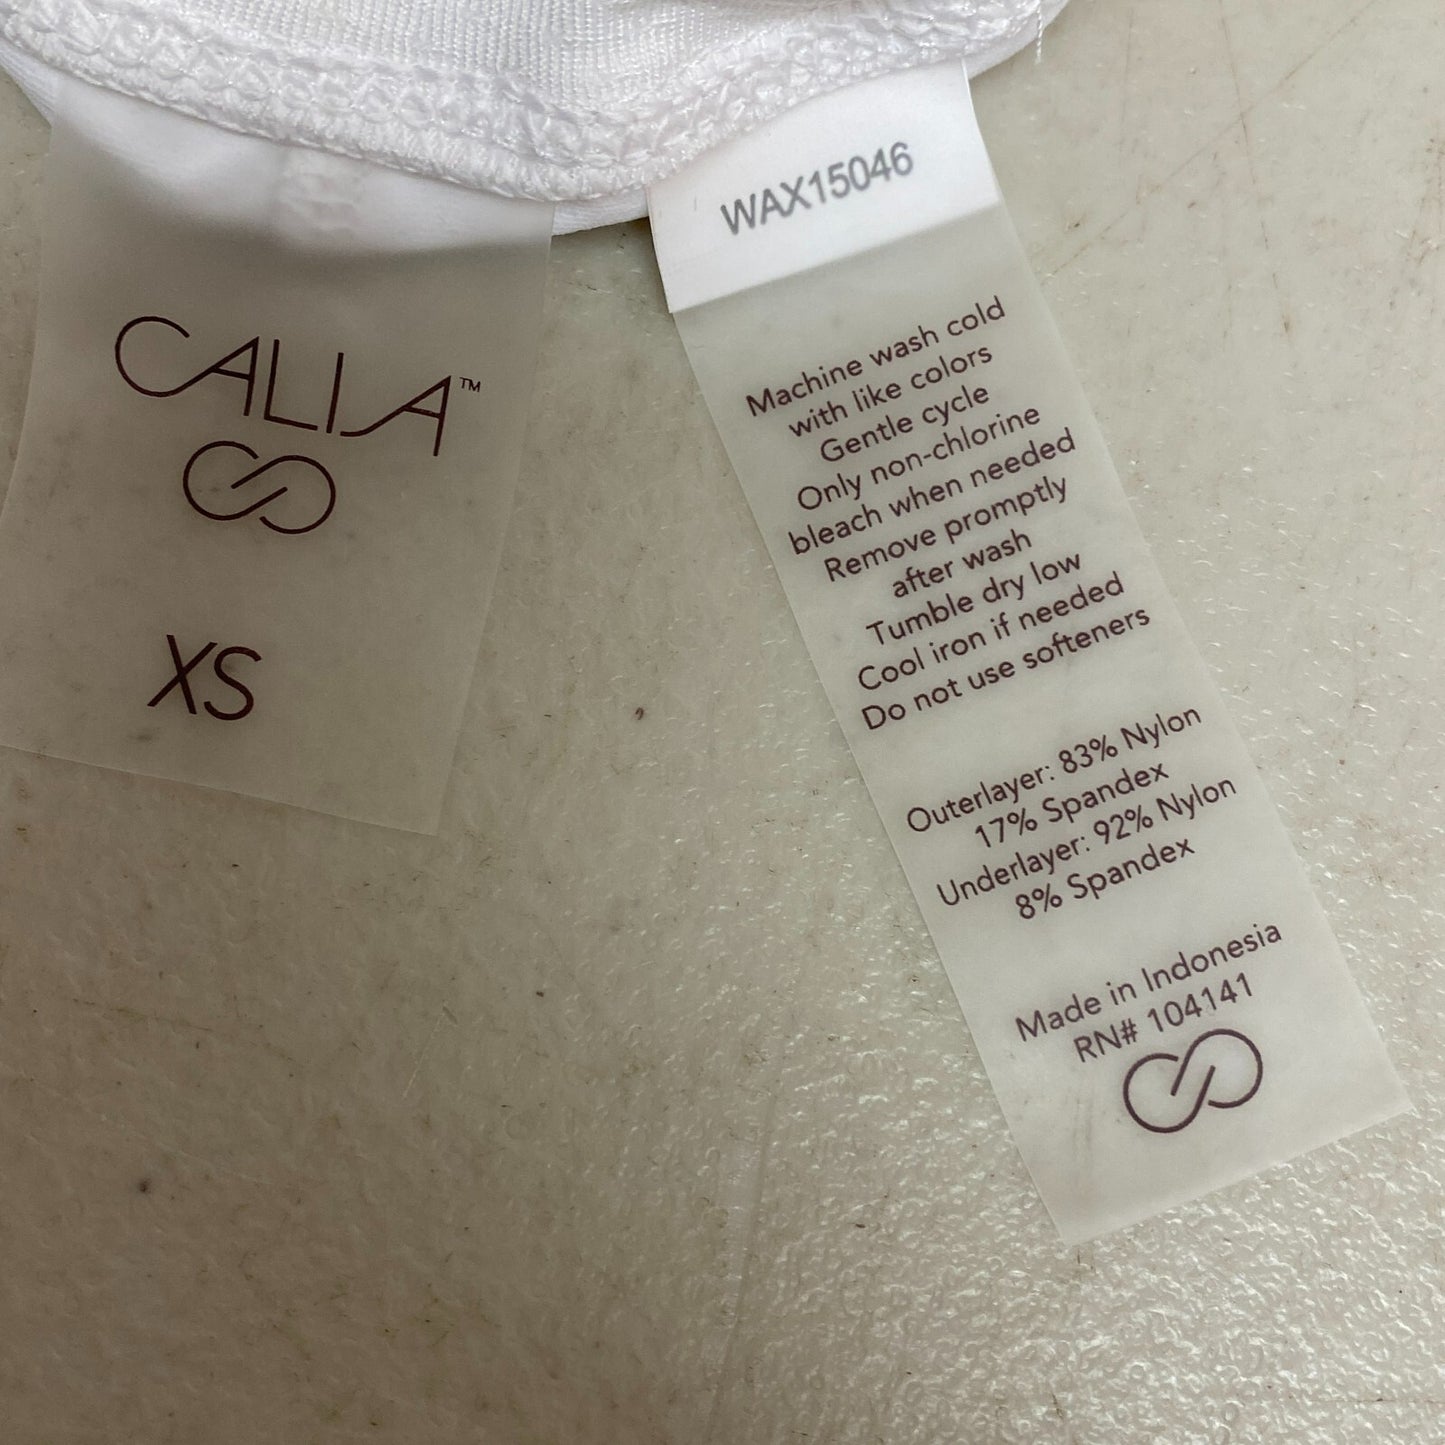 CALIA™
XS
WAX15046
Machine wash cold
with like colors
Gentle cycle
Only non-chlorine
bleach when needed
Remove promptly
after wash
Tumble dry low
Cool iron if needed
Do not use softeners
Outerlayer: 83% Nylon
17% Spandex
Underlayer: 92% Nylon
8% Spandex
Made in Indonesia
RN# 104141